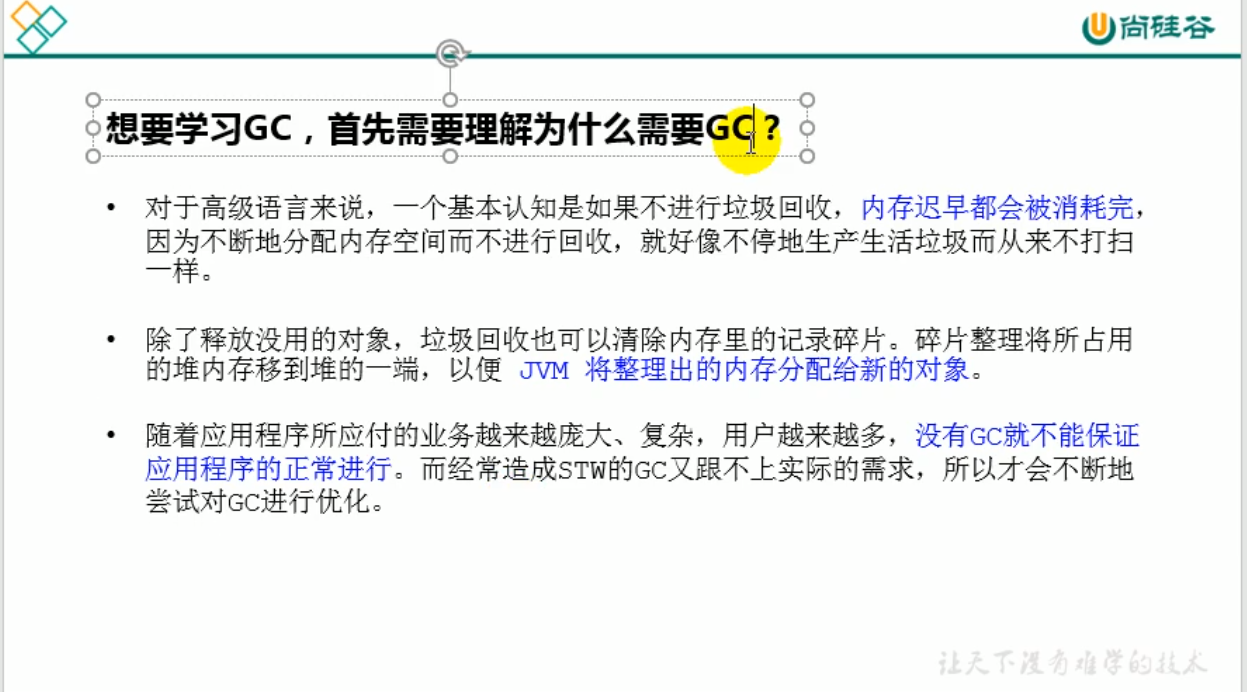 尚硅谷
想要学习GC，首先需要理解为什么需要GC？
• 对于高级语言来说，一个基本认知是如果不进行垃圾回收，内存迟早都会被消耗完，
因为不断地分配内存空间而不进行回收，就好像不停地生产生活垃圾而从来不打扫
一样。
• 除了释放没用的对象，垃圾回收也可以清除内存里的记录碎片。碎片整理将所占用
的堆内存移到堆的一端，以便 JVM 将整理出的内存分配给新的对象。
• 随着应用程序所应付的业务越来越庞大、复杂，用户越来越多，没有GC就不能保证
应用程序的正常进行。而经常造成STW的GC又跟不上实际的需求，所以才会不断地
尝试对GC进行优化。
让天下没有难学的技术